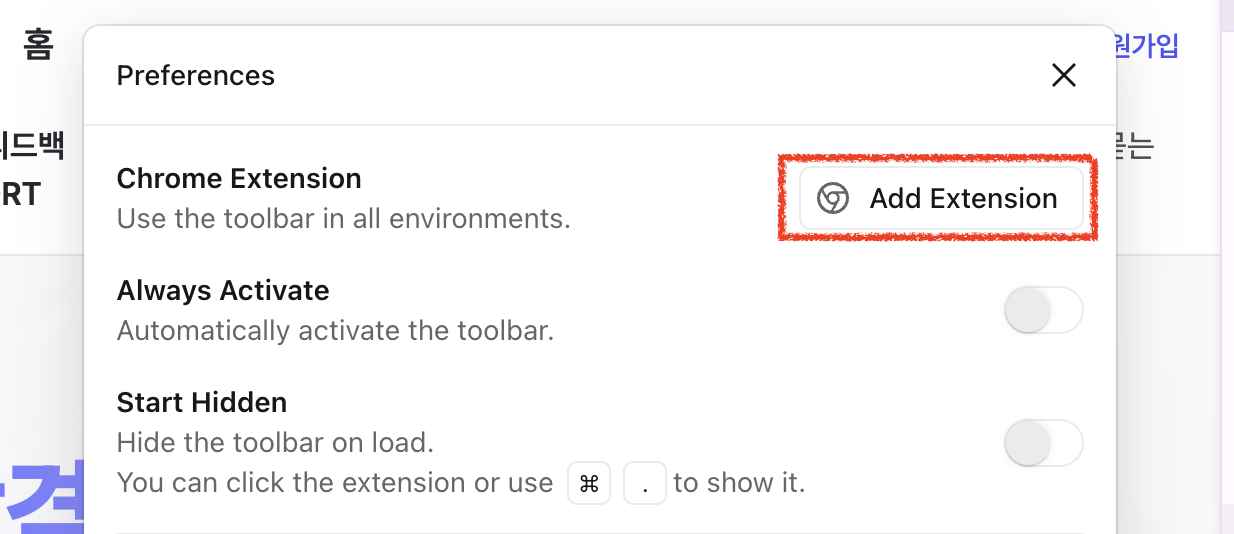 홈
Preferences
원가입
드백
RT
Chrome Extension
Add Extension
Use the toolbar in all environments.
Always Activate
Automatically activate the toolbar.
Start Hidden
Hide the toolbar on load.
You can click the extension or use ⌘ . to show it.